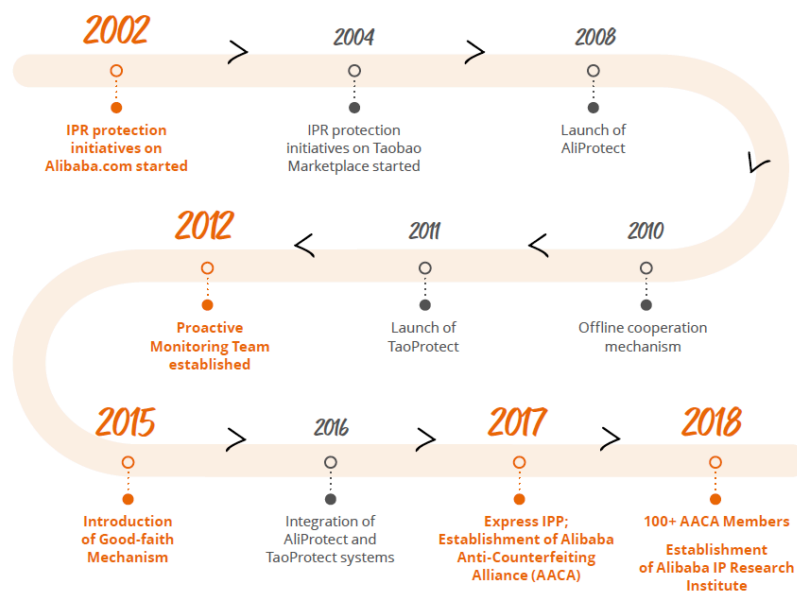 2002
2004
2008
IPR protection
initiatives on
Alibaba.com started
IPR protection
initiatives on Taobao
Marketplace started
Launch of
AliProtect
2012
2011
2010
Proactive
Monitoring Team
established
Launch of
TaoProtect
Offline cooperation
mechanism
2015
2016
2017
2018
Introduction
of Good-faith
Mechanism
Integration of
AliProtect and
TaoProtect systems
Express IPP;
Establishment of Alibaba
Anti-Counterfeiting
Alliance (AACA)
100+ AACA Members
Establishment
of Alibaba IP Research
Institute